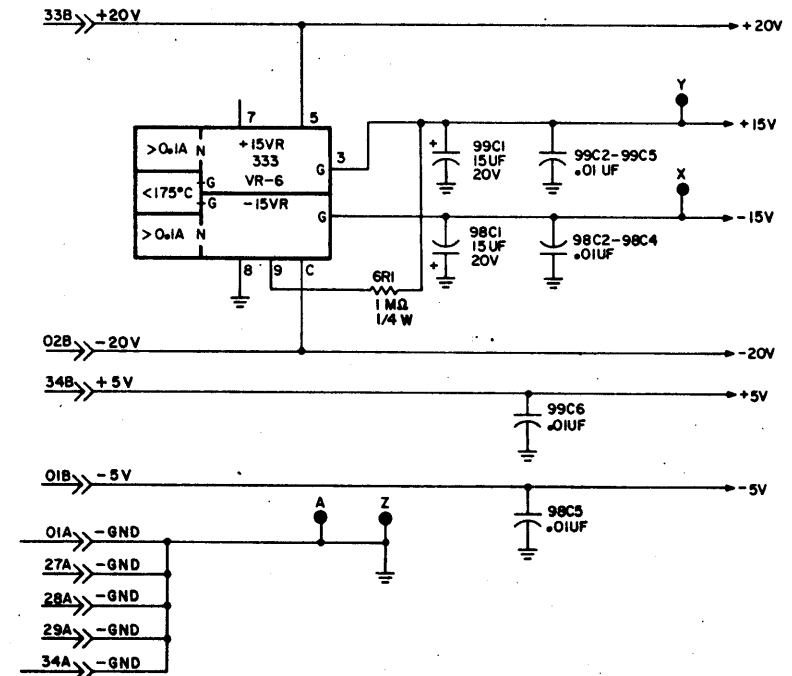 33B +20V
+20V
7
5
Y
+15V
>0.1A N
+15VR
333
VR-6
G
3
99C1
15UF
20V
+
99C2-99C5
.01 UF
<175°C
G
G
X
-15VR
G
-15V
>0.1A N
98C1
15UF
20V
+
98C2-98C4
.01UF
8
9
C
6R1
1 MΩ
1/4 W
02B -20V
-20V
34B +5V
+5V
99C6
.01UF
01B -5V
-5V
A
Z
98C5
.01UF
01A -GND
27A -GND
28A -GND
29A -GND
34A -GND